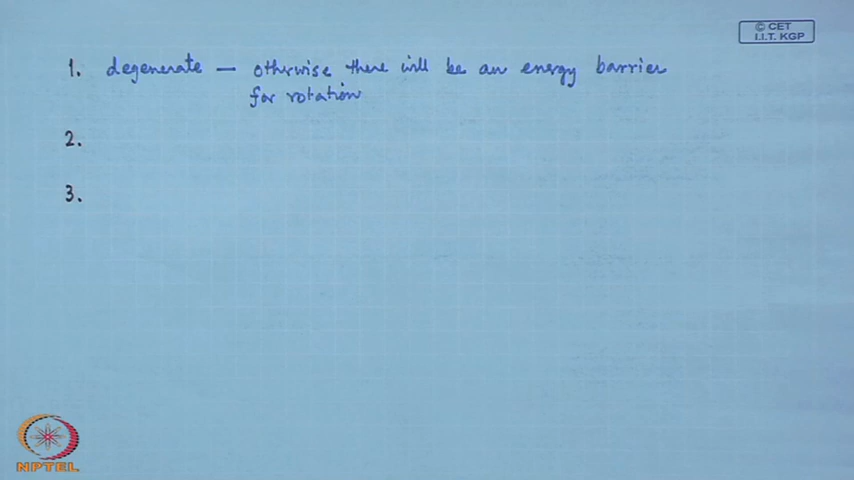 © CET
I.I.T. KGP
1. degenerate — otherwise there will be an energy barrier
for rotation
2.
3.
NPTEL